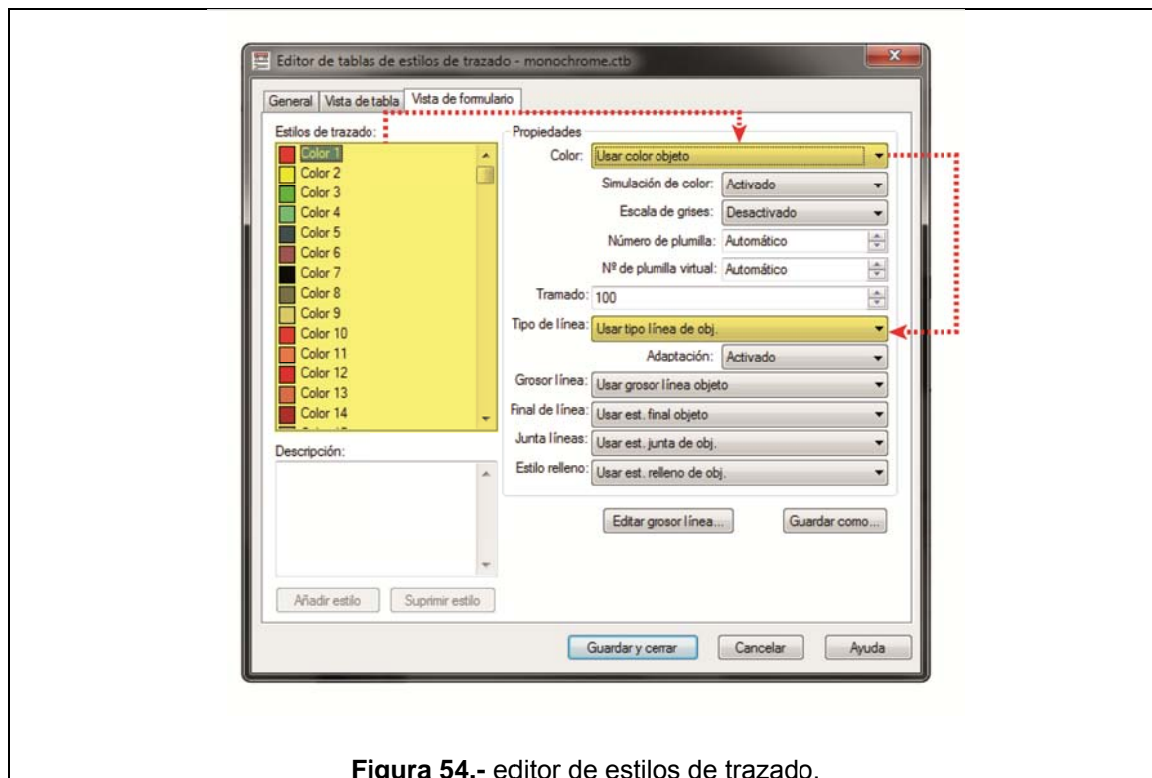 Editor de tablas de estilos de trazado - monochrome.ctb
General Vista de tabla Vista de formulario
Estilos de trazado:
Color 1
Color 2
Color 3
Color 4
Color 5
Color 6
Color 7
Color 8
Color 9
Color 10
Color 11
Color 12
Color 13
Color 14
Descripción:
Añadir estilo Suprimir estilo
Propiedades
Color: Usar color objeto
Simulación de color: Activado
Escala de grises: Desactivado
Número de plumilla: Automático
Nº de plumilla virtual: Automático
Tramado: 100
Tipo de línea: Usar tipo línea de obj.
Adaptación: Activado
Grosor línea: Usar grosor línea objeto
Final de línea: Usar est. final objeto
Junta líneas: Usar est. junta de obj.
Estilo relleno: Usar est. relleno de obj.
Editar grosor línea... Guardar como...
Guardar y cerrar Cancelar Ayuda
Figura 54.- editor de estilos de trazado.